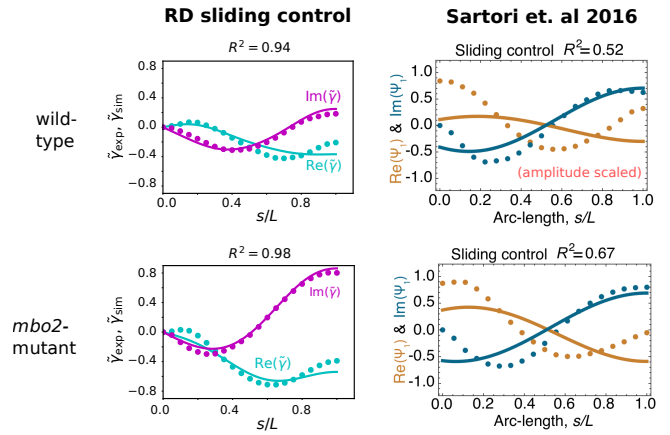 RD sliding control
Sartori et. al 2016
wild-
type
R² = 0.94
γ̃exp, γ̃sim
0.8
0.4
0.0
−0.4
−0.8
Im(γ̃)
Re(γ̃)
0.0 0.4 0.8
s/L
Sliding control R²=0.52
Re(Ψ₁) & Im(Ψ₁)
1.0
0.5
0.0
-0.5
-1.0
(amplitude scaled)
0.0 0.2 0.4 0.6 0.8 1.0
Arc-length, s/L
mbo2-
mutant
R² = 0.98
γ̃exp, γ̃sim
0.8
0.4
0.0
−0.4
−0.8
Im(γ̃)
Re(γ̃)
0.0 0.4 0.8
s/L
Sliding control R²=0.67
Re(Ψ₁) & Im(Ψ₁)
1.0
0.5
0.0
-0.5
-1.0
0.0 0.2 0.4 0.6 0.8 1.0
Arc-length, s/L